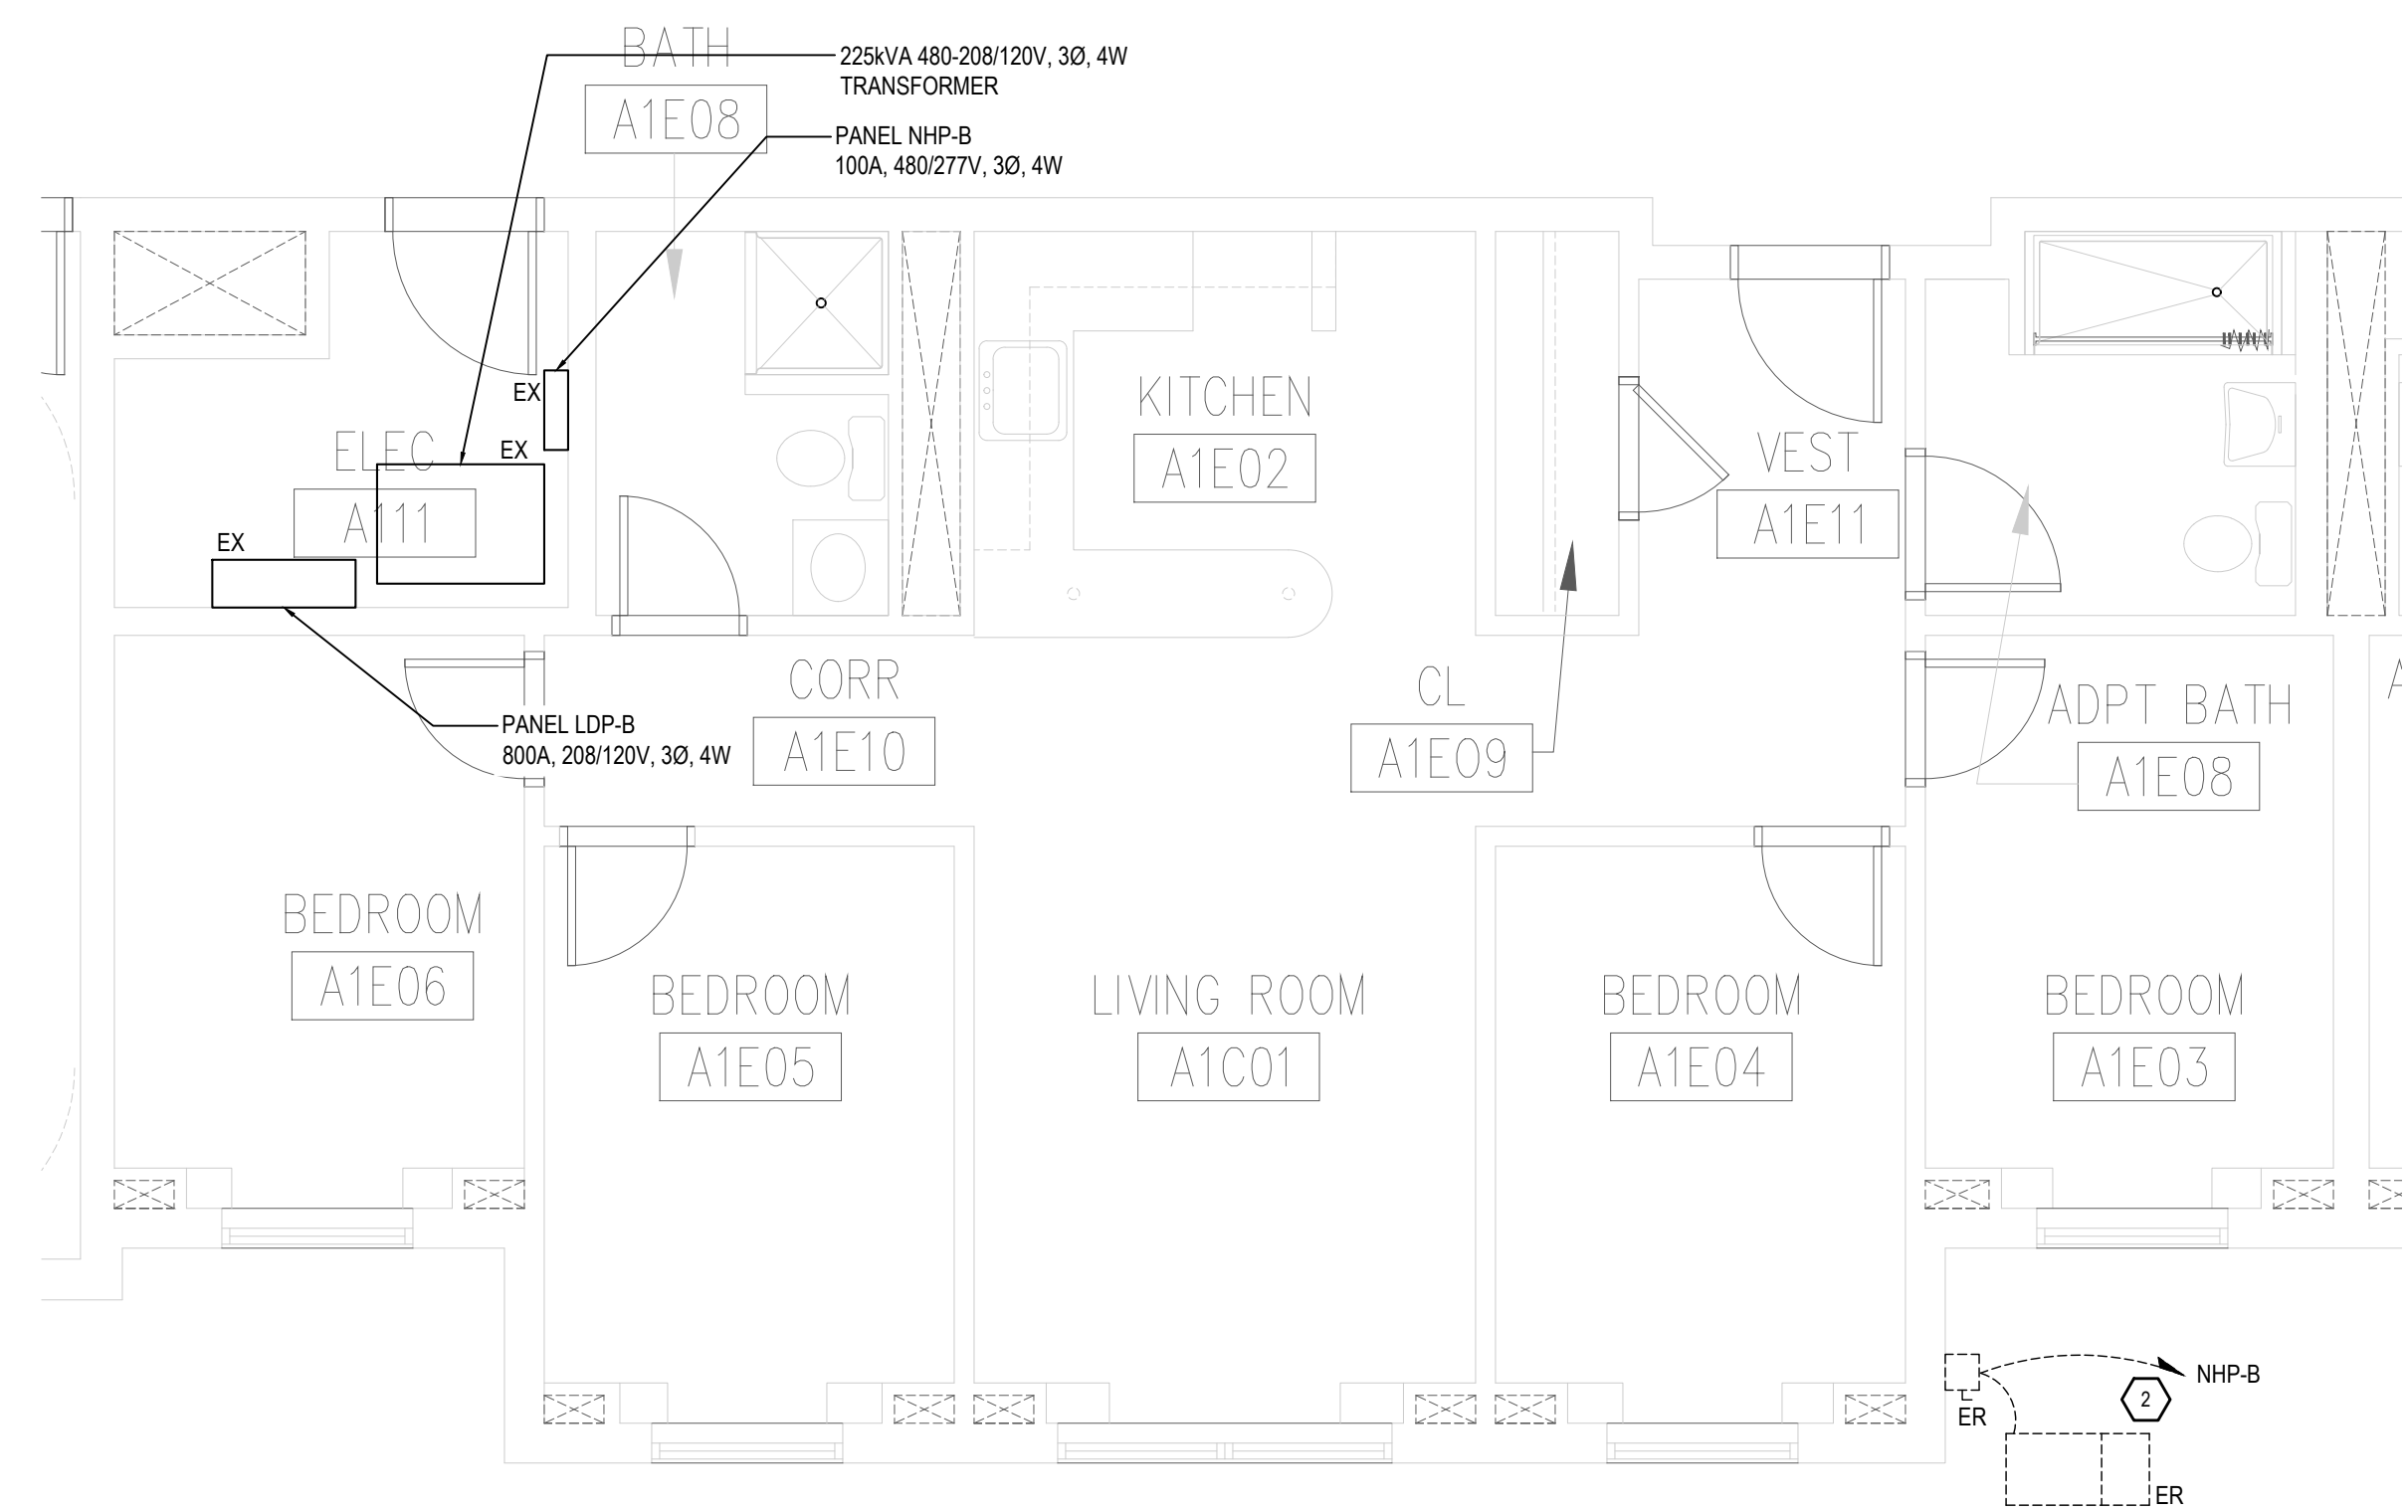 BATH
A1E08
225kVA 480-208/120V, 3Ø, 4W
TRANSFORMER
PANEL NHP-B
100A, 480/277V, 3Ø, 4W
EX
EX
ELEC
A111
EX
KITCHEN
A1E02
VEST
A1E11
PANEL LDP-B
800A, 208/120V, 3Ø, 4W
CORR
A1E10
CL
A1E09
ADPT BATH
A1E08
BEDROOM
A1E06
BEDROOM
A1E05
LIVING ROOM
A1C01
BEDROOM
A1E04
BEDROOM
A1E03
NHP-B
2
ER
ER